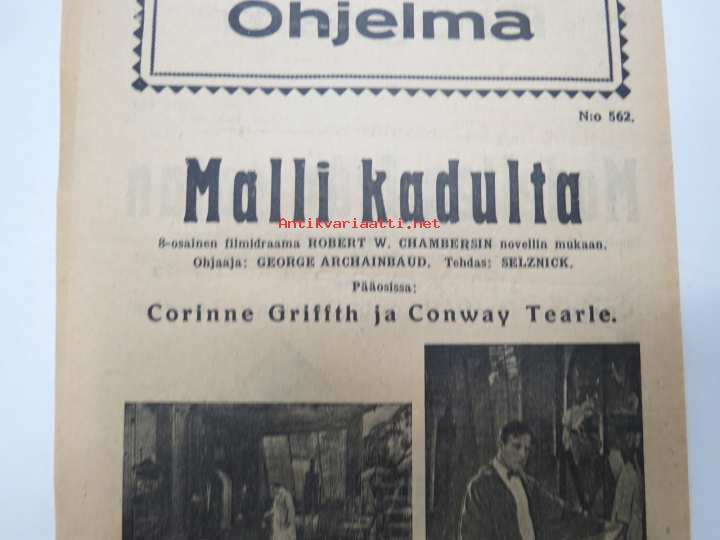 Ohjelma
N:o 562.
Malli kadulta
Antikvariaatti.net
8-osainen filmidraama ROBERT W. CHAMBERSIN novellin mukaan.
Ohjaaja: GEORGE ARCHAINBAUD. Tehdas: SELZNICK.
Pääosissa:
Corinne Griffth ja Conway Tearle.